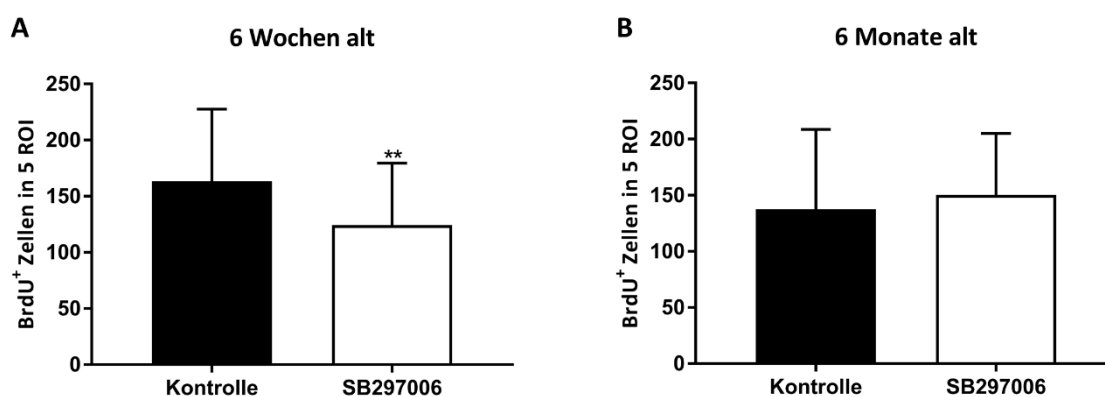 A
6 Wochen alt
BrdU⁺ Zellen in 5 ROI
250
200
150
100
50
0
**
Kontrolle
SB297006
B
6 Monate alt
BrdU⁺ Zellen in 5 ROI
250
200
150
100
50
0
Kontrolle
SB297006